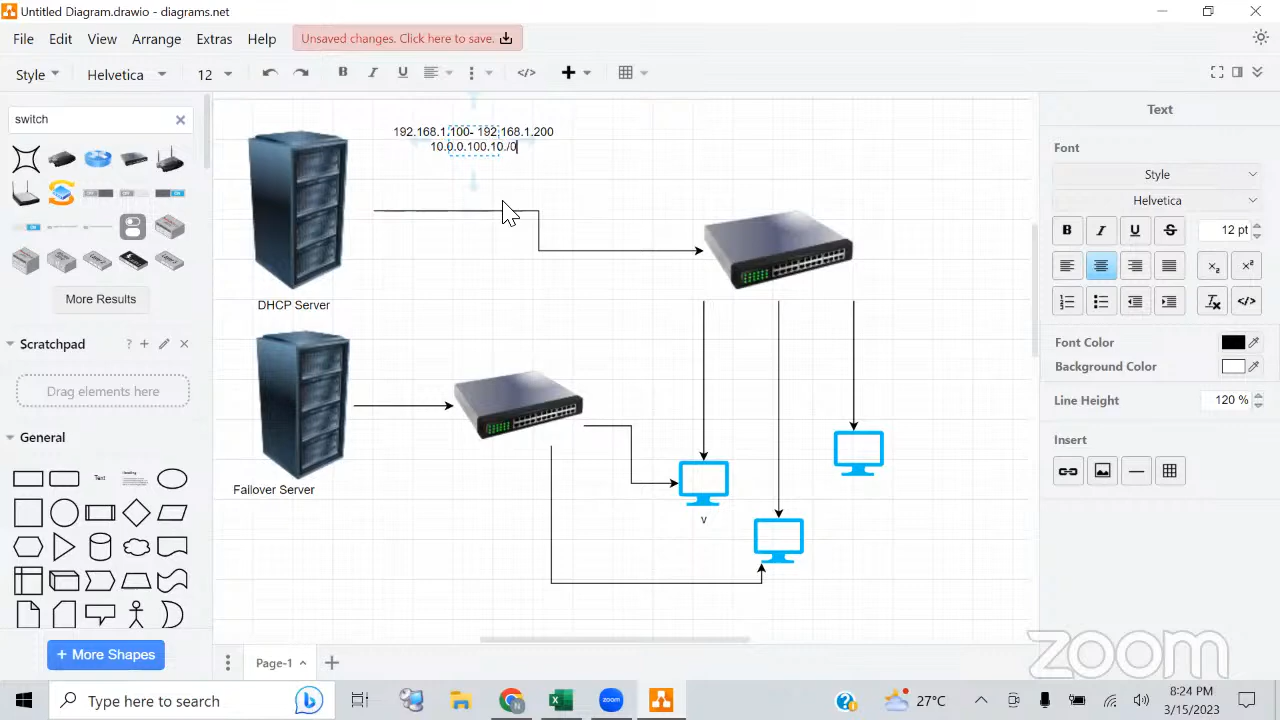 Untitled Diagram.drawio - diagrams.net
File Edit View Arrange Extras Help Unsaved changes. Click here to save.
Style Helvetica 12 B I U
switch
More Results
Scratchpad ?
Drag elements here
General
Text
Heading
+ More Shapes
192.168.1.100- 192.168.1.200
10.0.0.100.10./0
DHCP Server
Failover Server
v
Page-1
Text
Font
Style
Helvetica
B I U S 12 pt
Font Color
Background Color
Line Height 120 %
Insert
zoom
Type here to search
zoom
27°C
8:24 PM
3/15/2023